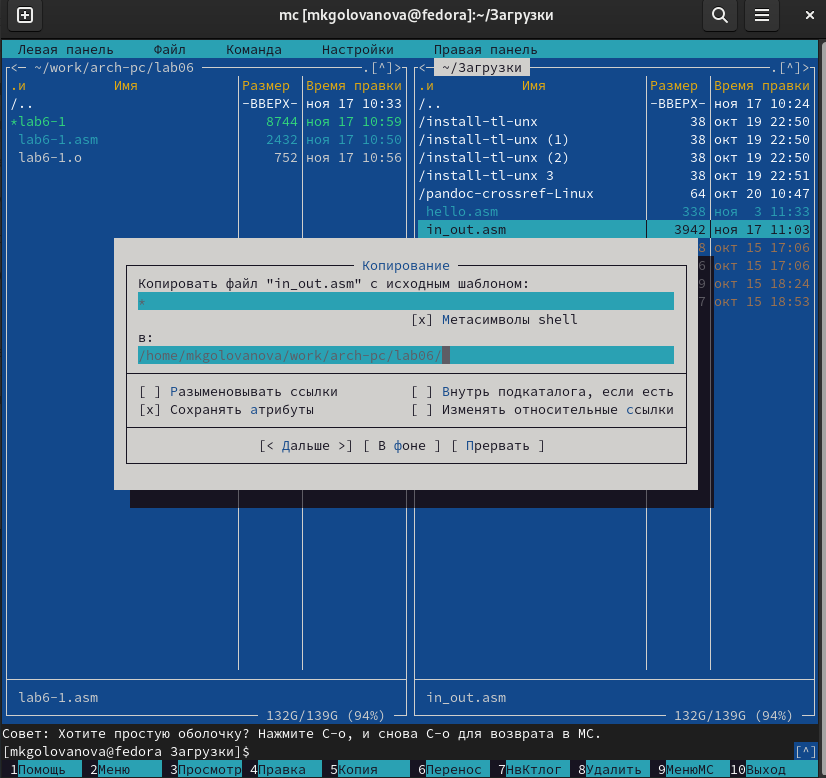 mc [mkgolovanova@fedora]:~/Загрузки
Левая панель Файл Команда Настройки Правая панель
<— ~/work/arch-pc/lab06 .[^]> <— ~/Загрузки .[^]>
.и Имя Размер Время правки .и Имя Размер Время правки
/.. -ВВЕРХ- ноя 17 10:33 /.. -ВВЕРХ- ноя 17 10:24
*lab6-1 8744 ноя 17 10:59 /install-tl-unx 38 окт 19 22:50
lab6-1.asm 2432 ноя 17 10:50 /install-tl-unx (1) 38 окт 19 22:50
lab6-1.o 752 ноя 17 10:56 /install-tl-unx (2) 38 окт 19 22:50
/install-tl-unx 3 38 окт 19 22:51
/pandoc-crossref-Linux 64 окт 20 10:47
hello.asm 338 ноя 3 11:33
in_out.asm 3942 ноя 17 11:03
8 окт 15 17:06
Копирование 6 окт 15 17:06
Копировать файл "in_out.asm" с исходным шаблоном: 9 окт 15 18:24
* 7 окт 15 18:53
[x] Метасимволы shell
в:
/home/mkgolovanova/work/arch-pc/lab06/
[ ] Разыменовывать ссылки [ ] Внутрь подкаталога, если есть
[x] Сохранять атрибуты [ ] Изменять относительные ссылки
[< Дальше >] [ В фоне ] [ Прервать ]
lab6-1.asm in_out.asm
132G/139G (94%) 132G/139G (94%)
Совет: Хотите простую оболочку? Нажмите C-o, и снова C-o для возврата в MC.
[mkgolovanova@fedora Загрузки]$ [^]
1Помощь 2Меню 3Просмотр 4Правка 5Копия 6Перенос 7НвКтлог 8Удалить 9МенюМС 10Выход